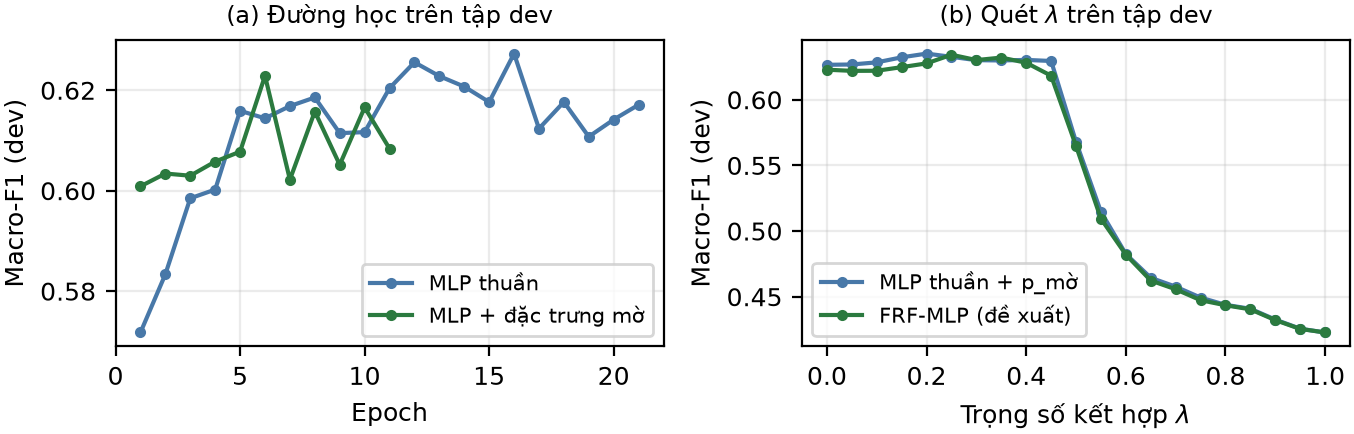 (a) Đường học trên tập dev
Macro-F1 (dev)
0.62
0.60
0.58
0
5
10
15
20
Epoch
MLP thuần
MLP + đặc trưng mờ
(b) Quét λ trên tập dev
Macro-F1 (dev)
0.60
0.55
0.50
0.45
0.0
0.2
0.4
0.6
0.8
1.0
Trọng số kết hợp λ
MLP thuần + p_mờ
FRF-MLP (đề xuất)